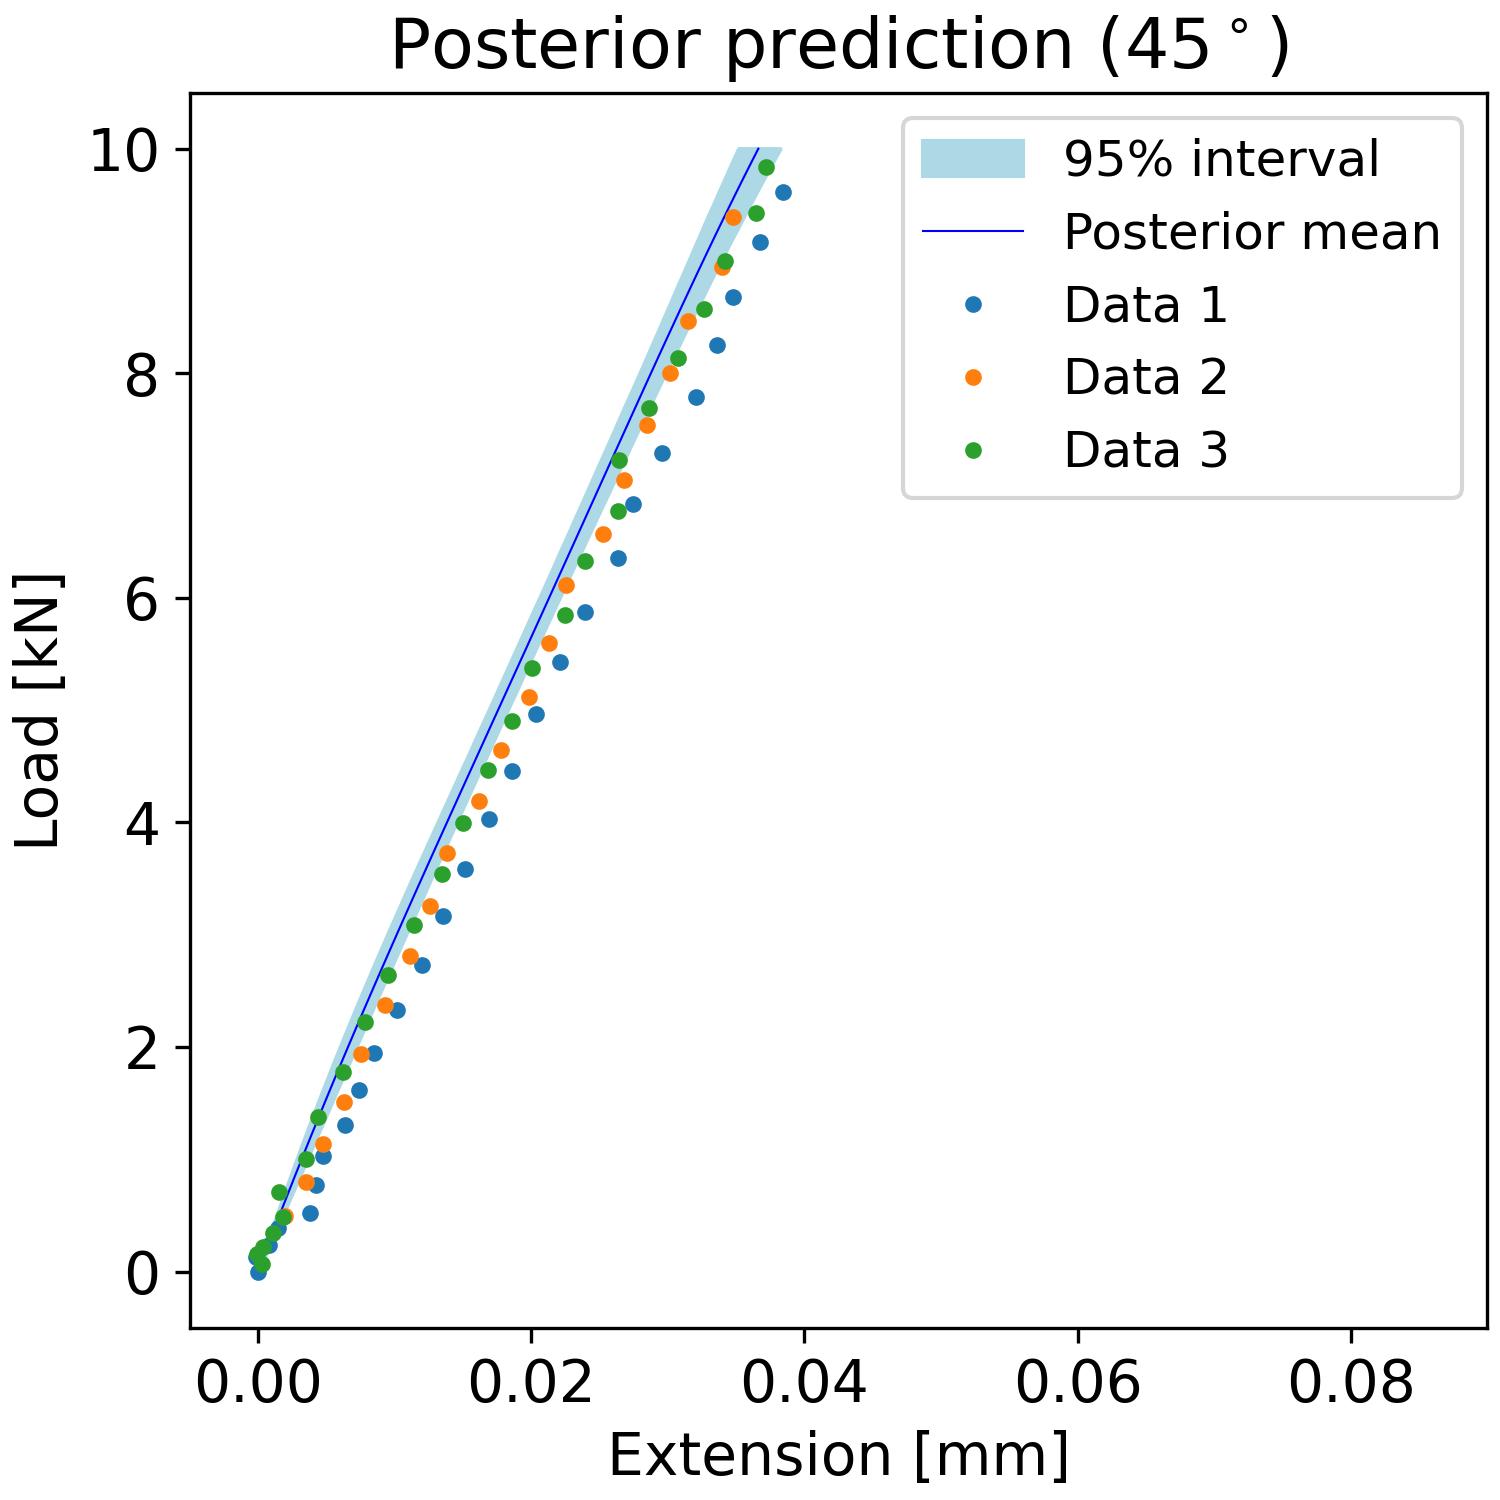 Posterior prediction (45°)
95% interval
Posterior mean
Data 1
Data 2
Data 3
10
8
6
4
2
0
Load [kN]
0.00 0.02 0.04 0.06 0.08
Extension [mm]